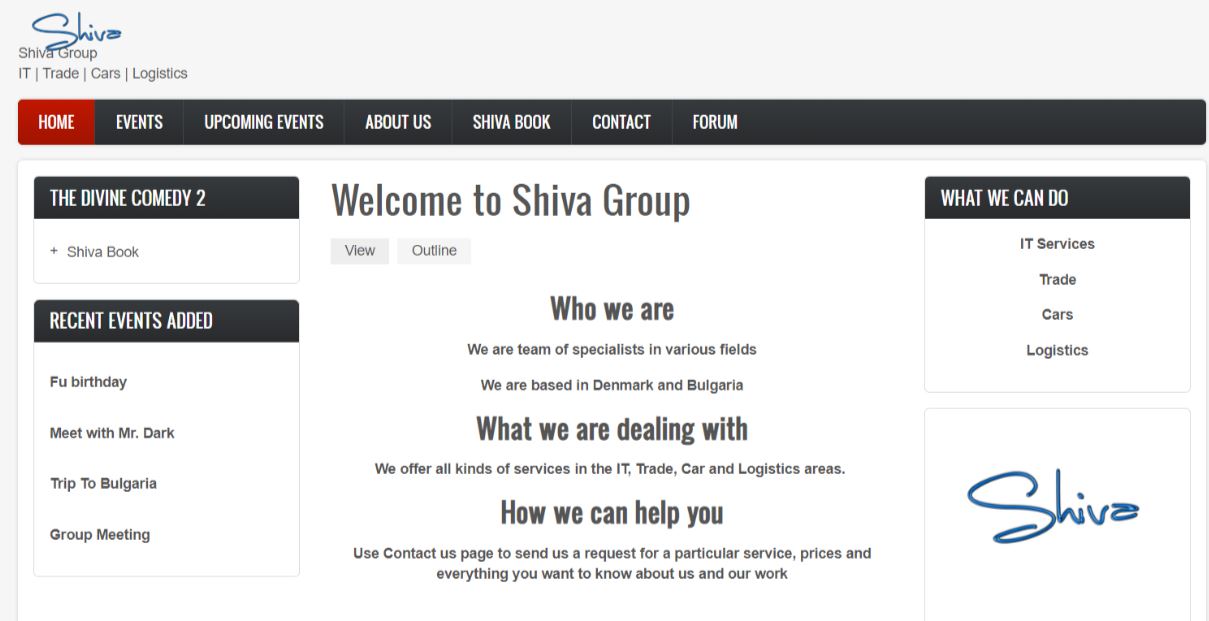 Shiva
Shiva Group
IT | Trade | Cars | Logistics
HOME EVENTS UPCOMING EVENTS ABOUT US SHIVA BOOK CONTACT FORUM
THE DIVINE COMEDY 2
+ Shiva Book
RECENT EVENTS ADDED
Fu birthday
Meet with Mr. Dark
Trip To Bulgaria
Group Meeting
Welcome to Shiva Group
View Outline
Who we are
We are team of specialists in various fields
We are based in Denmark and Bulgaria
What we are dealing with
We offer all kinds of services in the IT, Trade, Car and Logistics areas.
How we can help you
Use Contact us page to send us a request for a particular service, prices and
everything you want to know about us and our work
WHAT WE CAN DO
IT Services
Trade
Cars
Logistics
Shiva